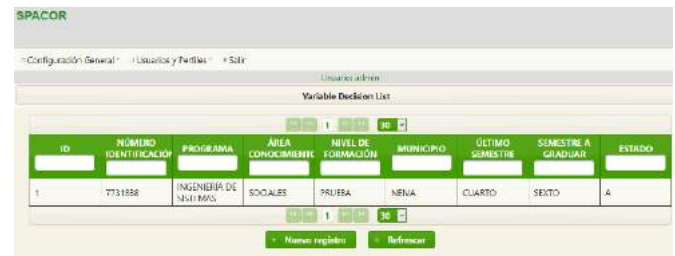 SPACOR
Configuración General Usuarios y Perfiles Salir
Usuario: admin
Variable Decision List
1 30
ID NÚMERO IDENTIFICACIÓN PROGRAMA ÁREA CONOCIMIENTO NIVEL DE FORMACIÓN MUNICIPIO ÚLTIMO SEMESTRE SEMESTRE A GRADUAR ESTADO
1 INGENIERÍA DE SISTEMAS SOCIALES PRUEBA NEIVA CUARTO SEXTO A
1 30
Nuevo registro Refrescar